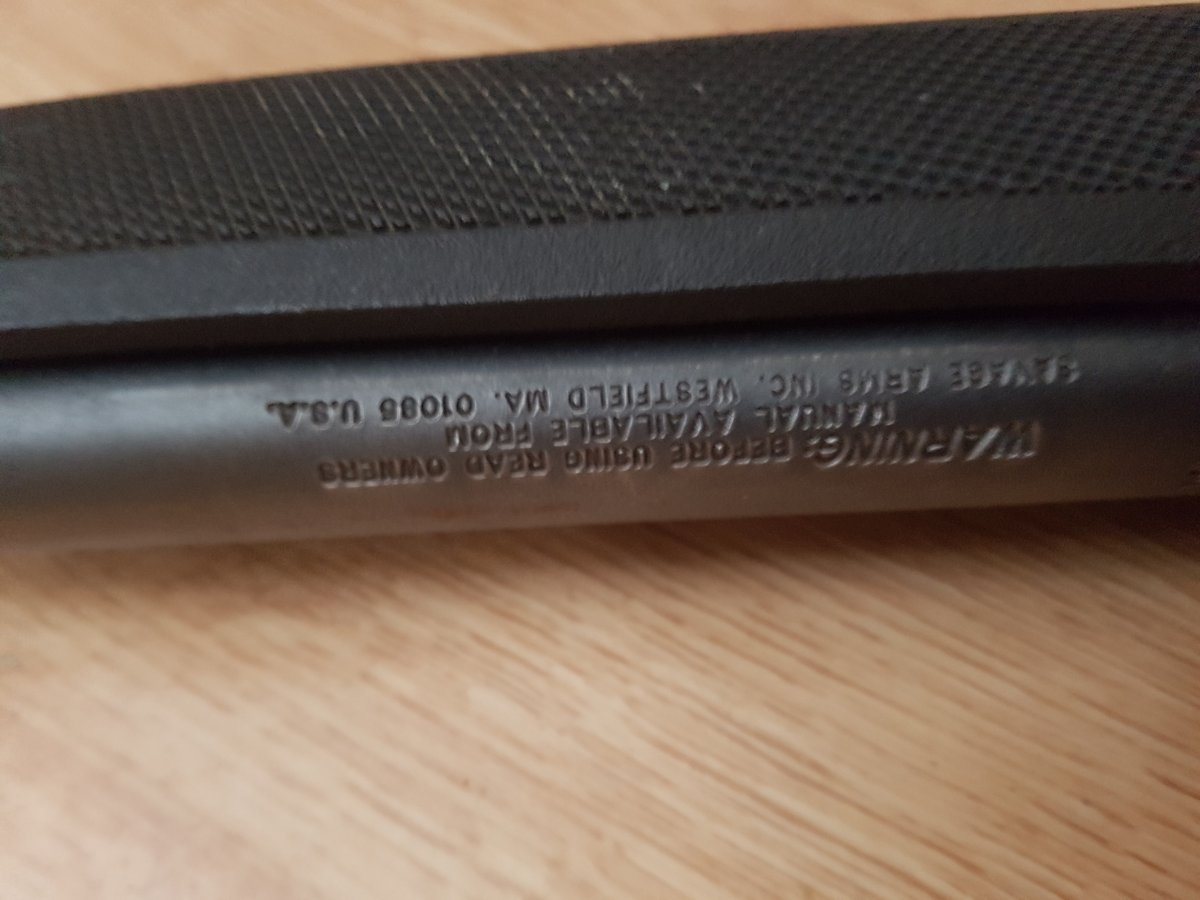 WARNING: BEFORE USING READ OWNERS
MANUAL AVAILABLE FROM
SAVAGE ARMS INC. WESTFIELD MA. 01085 U.S.A.